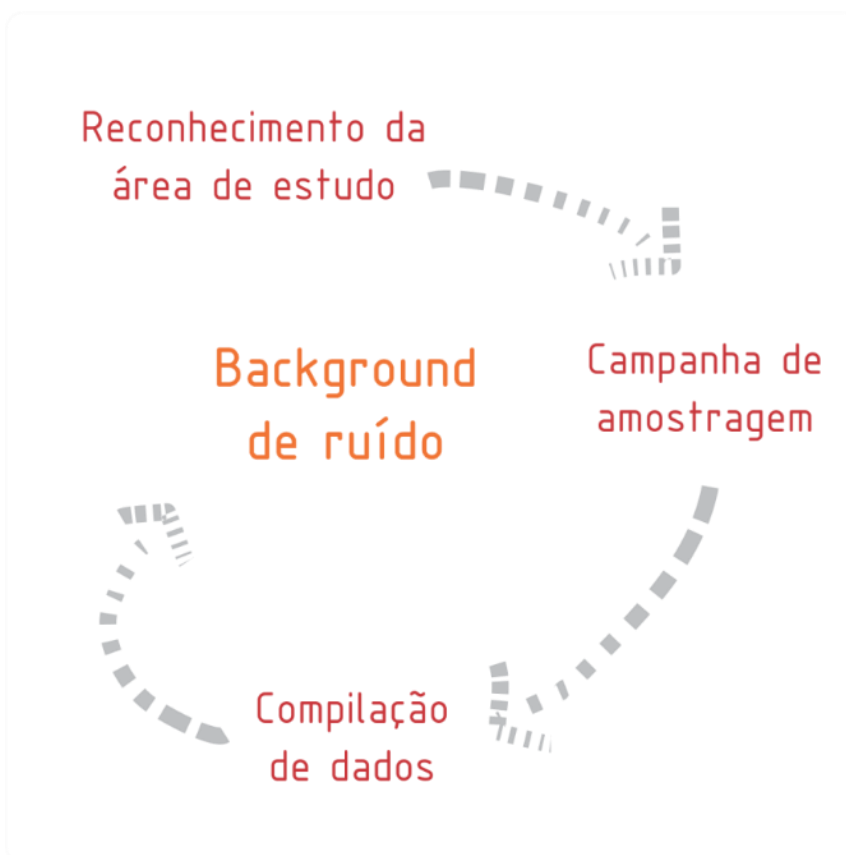 Reconhecimento da
área de estudo
Background
de ruído
Campanha de
amostragem
Compilação
de dados